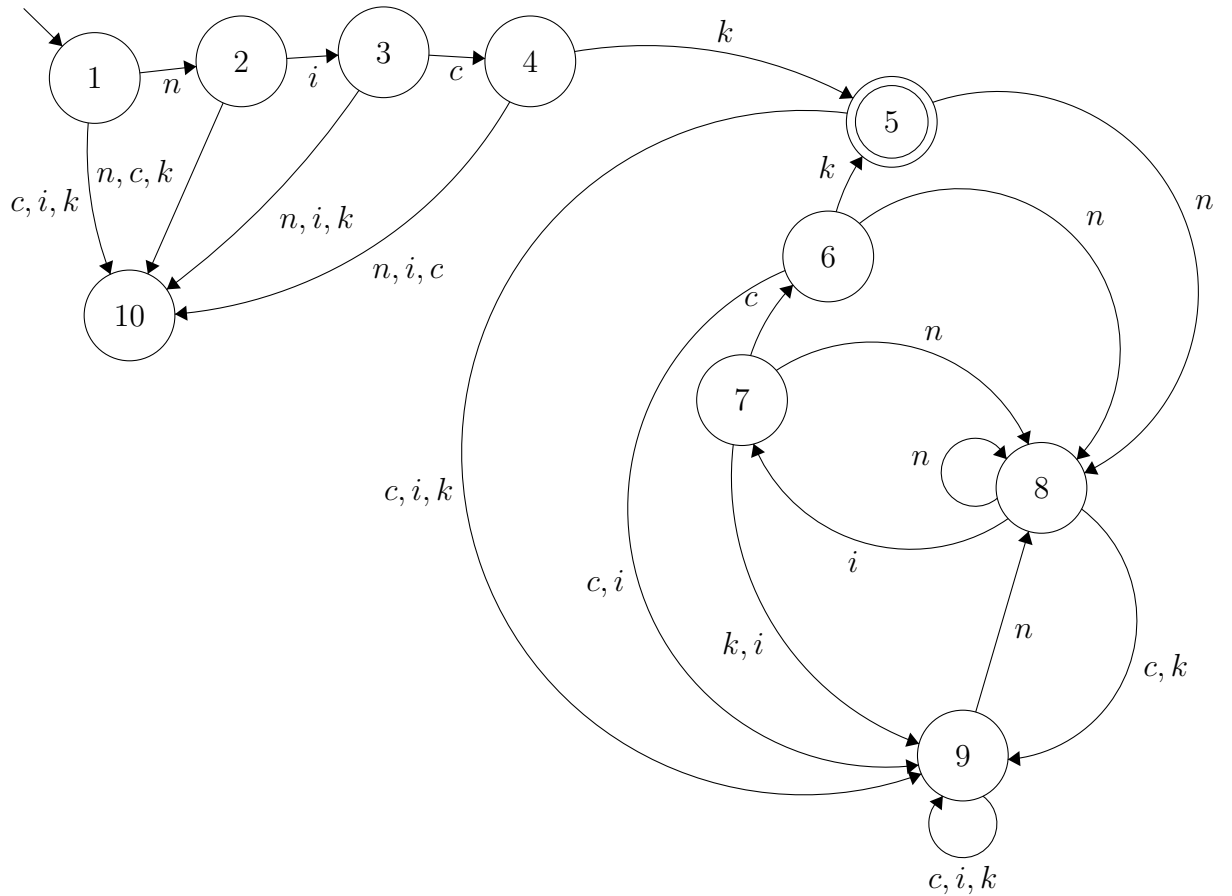 1
n
2
i
3
c
4
k
5
n
c, i, k
n, c, k
n, i, k
n, i, c
10
k
6
n
c
7
n
n
8
c, i, k
i
c, i
k, i
n
c, k
9
c, i, k